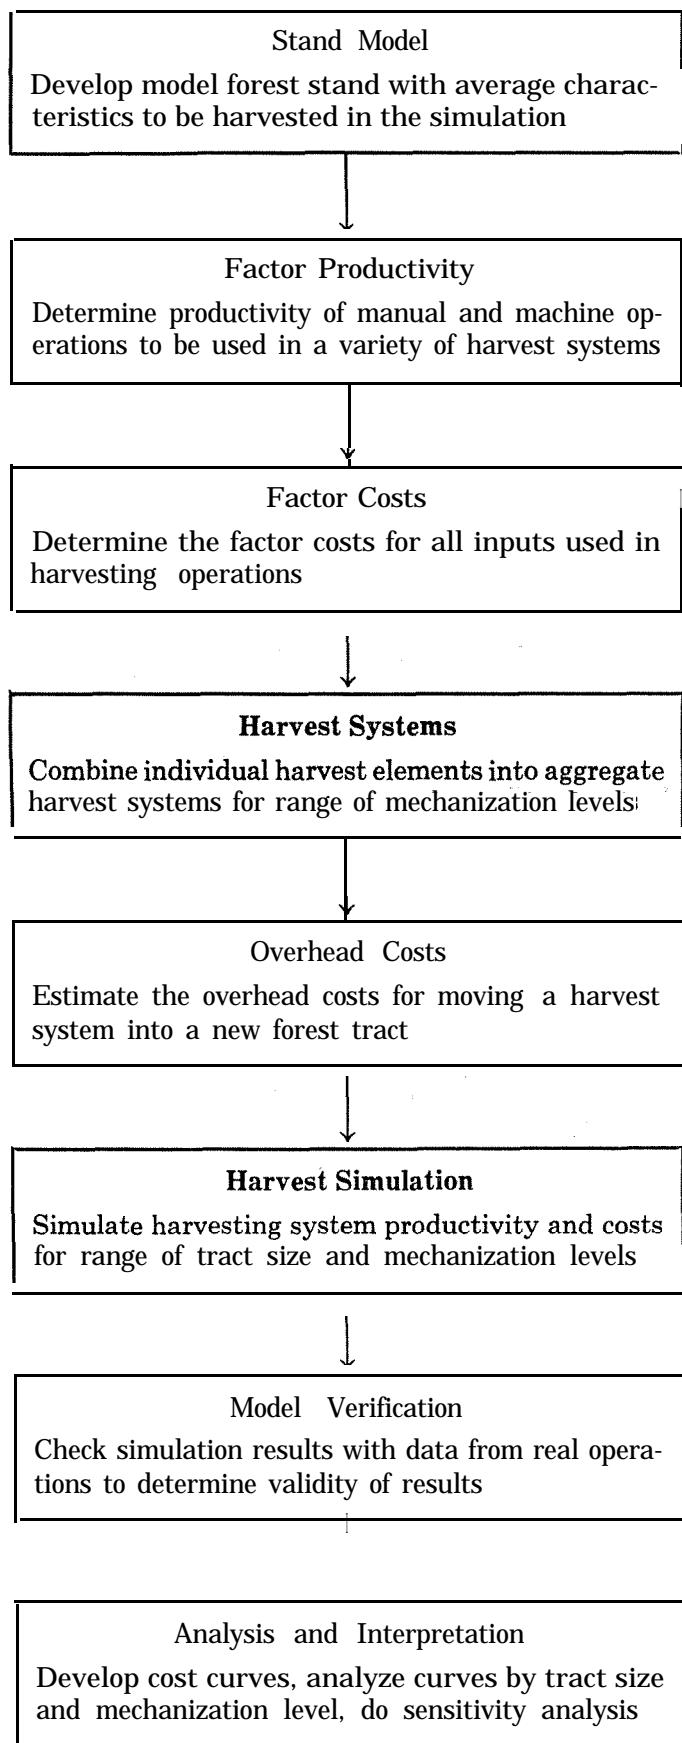 Stand Model
Develop model forest stand with average charac-
teristics to be harvested in the simulation
Factor Productivity
Determine productivity of manual and machine op-
erations to be used in a variety of harvest systems
Factor Costs
Determine the factor costs for all inputs used in
harvesting operations
Harvest Systems
Combine individual harvest elements into aggregate
harvest systems for range of mechanization levels
Overhead Costs
Estimate the overhead costs for moving a harvest
system into a new forest tract
Harvest Simulation
Simulate harvesting system productivity and costs
for range of tract size and mechanization levels
Model Verification
Check simulation results with data from real opera-
tions to determine validity of results
Analysis and Interpretation
Develop cost curves, analyze curves by tract size
and mechanization level, do sensitivity analysis